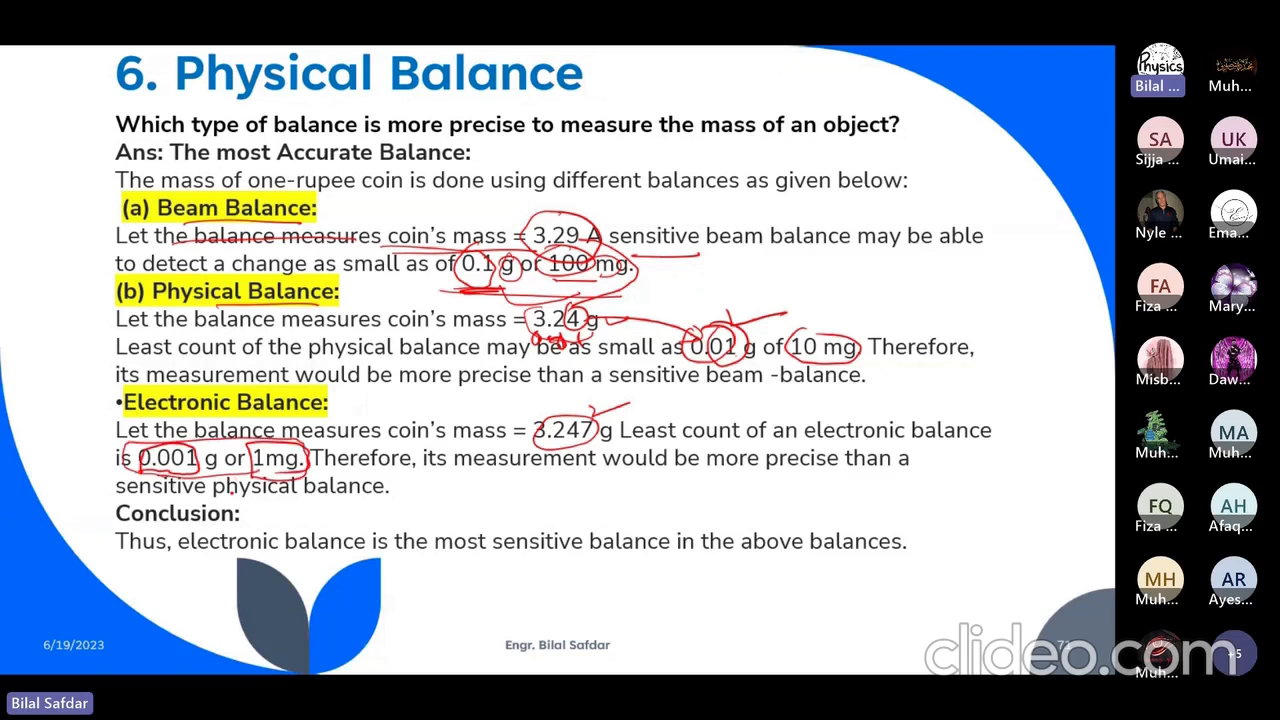 6. Physical Balance
Which type of balance is more precise to measure the mass of an object?
Ans: The most Accurate Balance:
The mass of one-rupee coin is done using different balances as given below:
(a) Beam Balance:
Let the balance measures coin's mass = 3.29 A sensitive beam balance may be able
to detect a change as small as of 0.1 g or 100 mg.
(b) Physical Balance:
Let the balance measures coin's mass = 3.24 g
Least count of the physical balance may be as small as 0.01 g of 10 mg. Therefore,
its measurement would be more precise than a sensitive beam -balance.
•Electronic Balance:
Let the balance measures coin's mass = 3.247 g Least count of an electronic balance
is 0.001 g or 1mg. Therefore, its measurement would be more precise than a
sensitive physical balance.
Conclusion:
Thus, electronic balance is the most sensitive balance in the above balances.
6/19/2023
Engr. Bilal Safdar
71
clideo.com
Bilal Safdar
Physics
Bilal ...
Muh...
SA
UK
Sijja ...
Umai...
Nyle ...
Ema...
FA
Fiza ...
Mary...
Misb...
Daw...
MA
Muh...
Muh...
FQ
AH
Fiza ...
Afaq...
MH
AR
Muh...
Ayes...
Muh...
+5